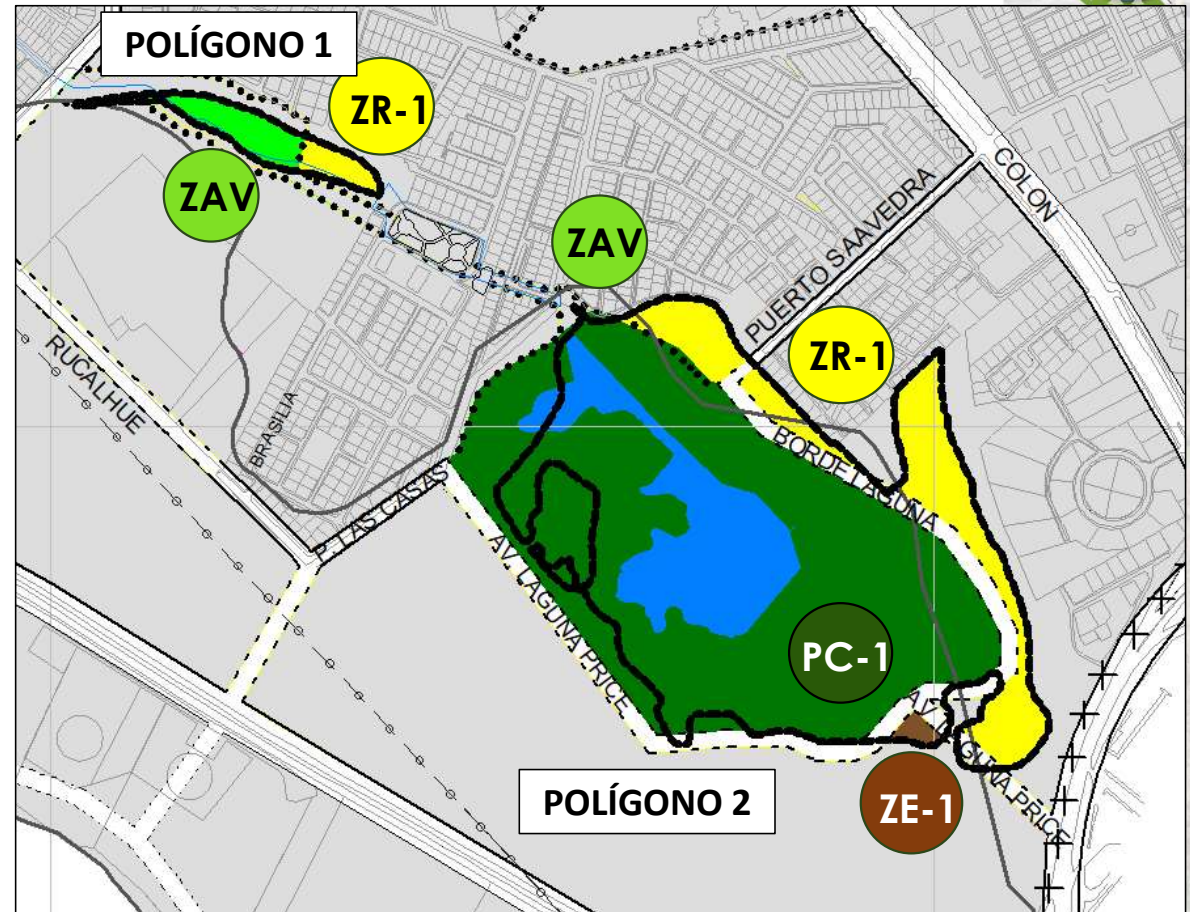 POLÍGONO 1
ZR-1
ZAV
ZAV
COLON
PUERTO SAAVEDRA
ZR-1
RUCALHUE
BRASILIA
BORDE LAGUNA
P. LAS CASAS
AV. LAGUNA PRICE
PC-1
AV. LAGUNA PRICE
POLÍGONO 2
ZE-1